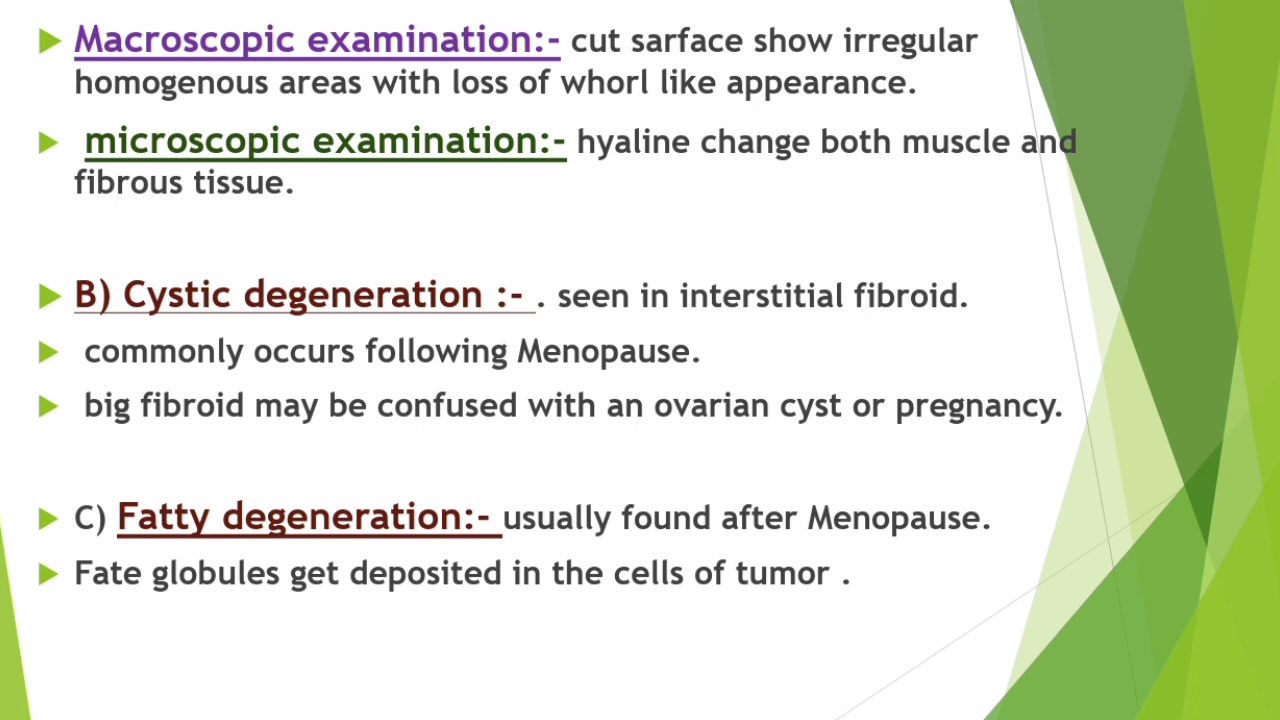 Macroscopic examination:- cut sarface show irregular
homogenous areas with loss of whorl like appearance.
microscopic examination:- hyaline change both muscle and
fibrous tissue.
B) Cystic degeneration :- . seen in interstitial fibroid.
commonly occurs following Menopause.
big fibroid may be confused with an ovarian cyst or pregnancy.
C) Fatty degeneration:- usually found after Menopause.
Fate globules get deposited in the cells of tumor .